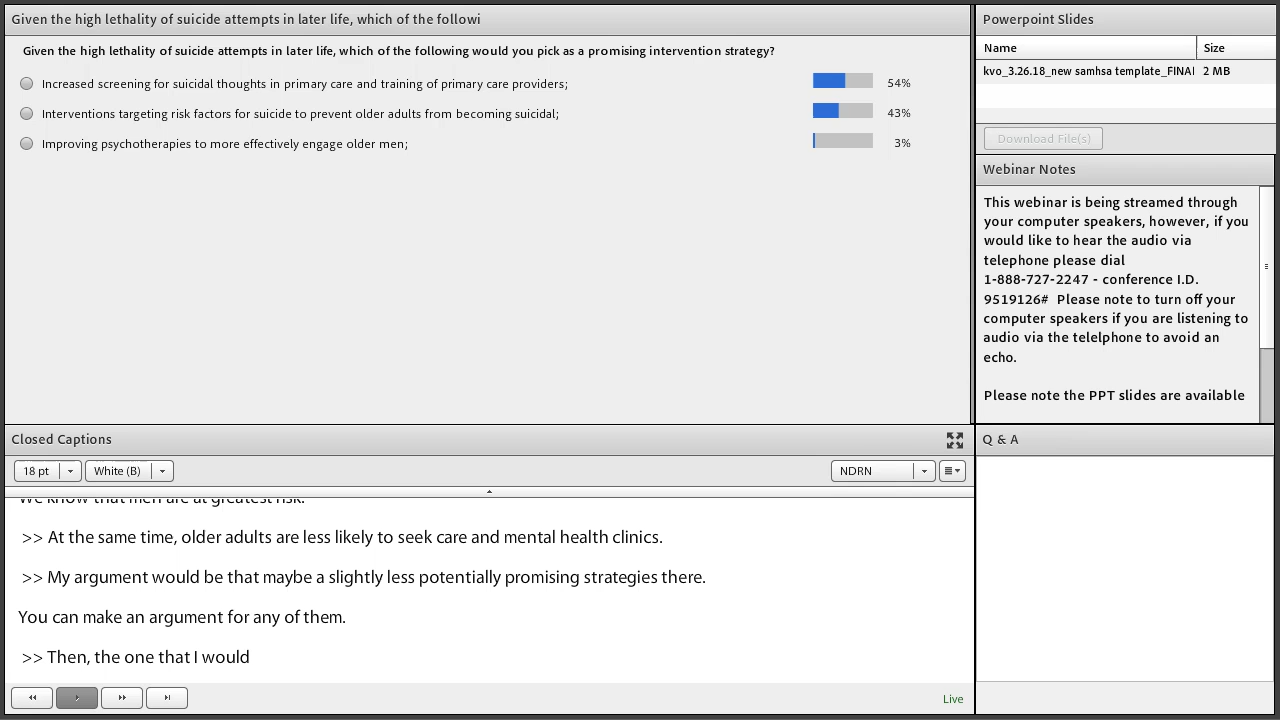 Given the high lethality of suicide attempts in later life, which of the followi
Given the high lethality of suicide attempts in later life, which of the following would you pick as a promising intervention strategy?
Increased screening for suicidal thoughts in primary care and training of primary care providers; 54%
Interventions targeting risk factors for suicide to prevent older adults from becoming suicidal; 43%
Improving psychotherapies to more effectively engage older men; 3%
Powerpoint Slides
Name Size
kvo_3.26.18_new samhsa template_FINAl 2 MB
Download File(s)
Webinar Notes
This webinar is being streamed through
your computer speakers, however, if you
would like to hear the audio via
telephone please dial
1-888-727-2247 - conference I.D.
9519126# Please note to turn off your
computer speakers if you are listening to
audio via the telelphone to avoid an
echo.
Please note the PPT slides are available
Closed Captions
18 pt White (B) NDRN
We know that men are at greatest risk.
>> At the same time, older adults are less likely to seek care and mental health clinics.
>> My argument would be that maybe a slightly less potentially promising strategies there.
You can make an argument for any of them.
>> Then, the one that I would
Live
Q & A